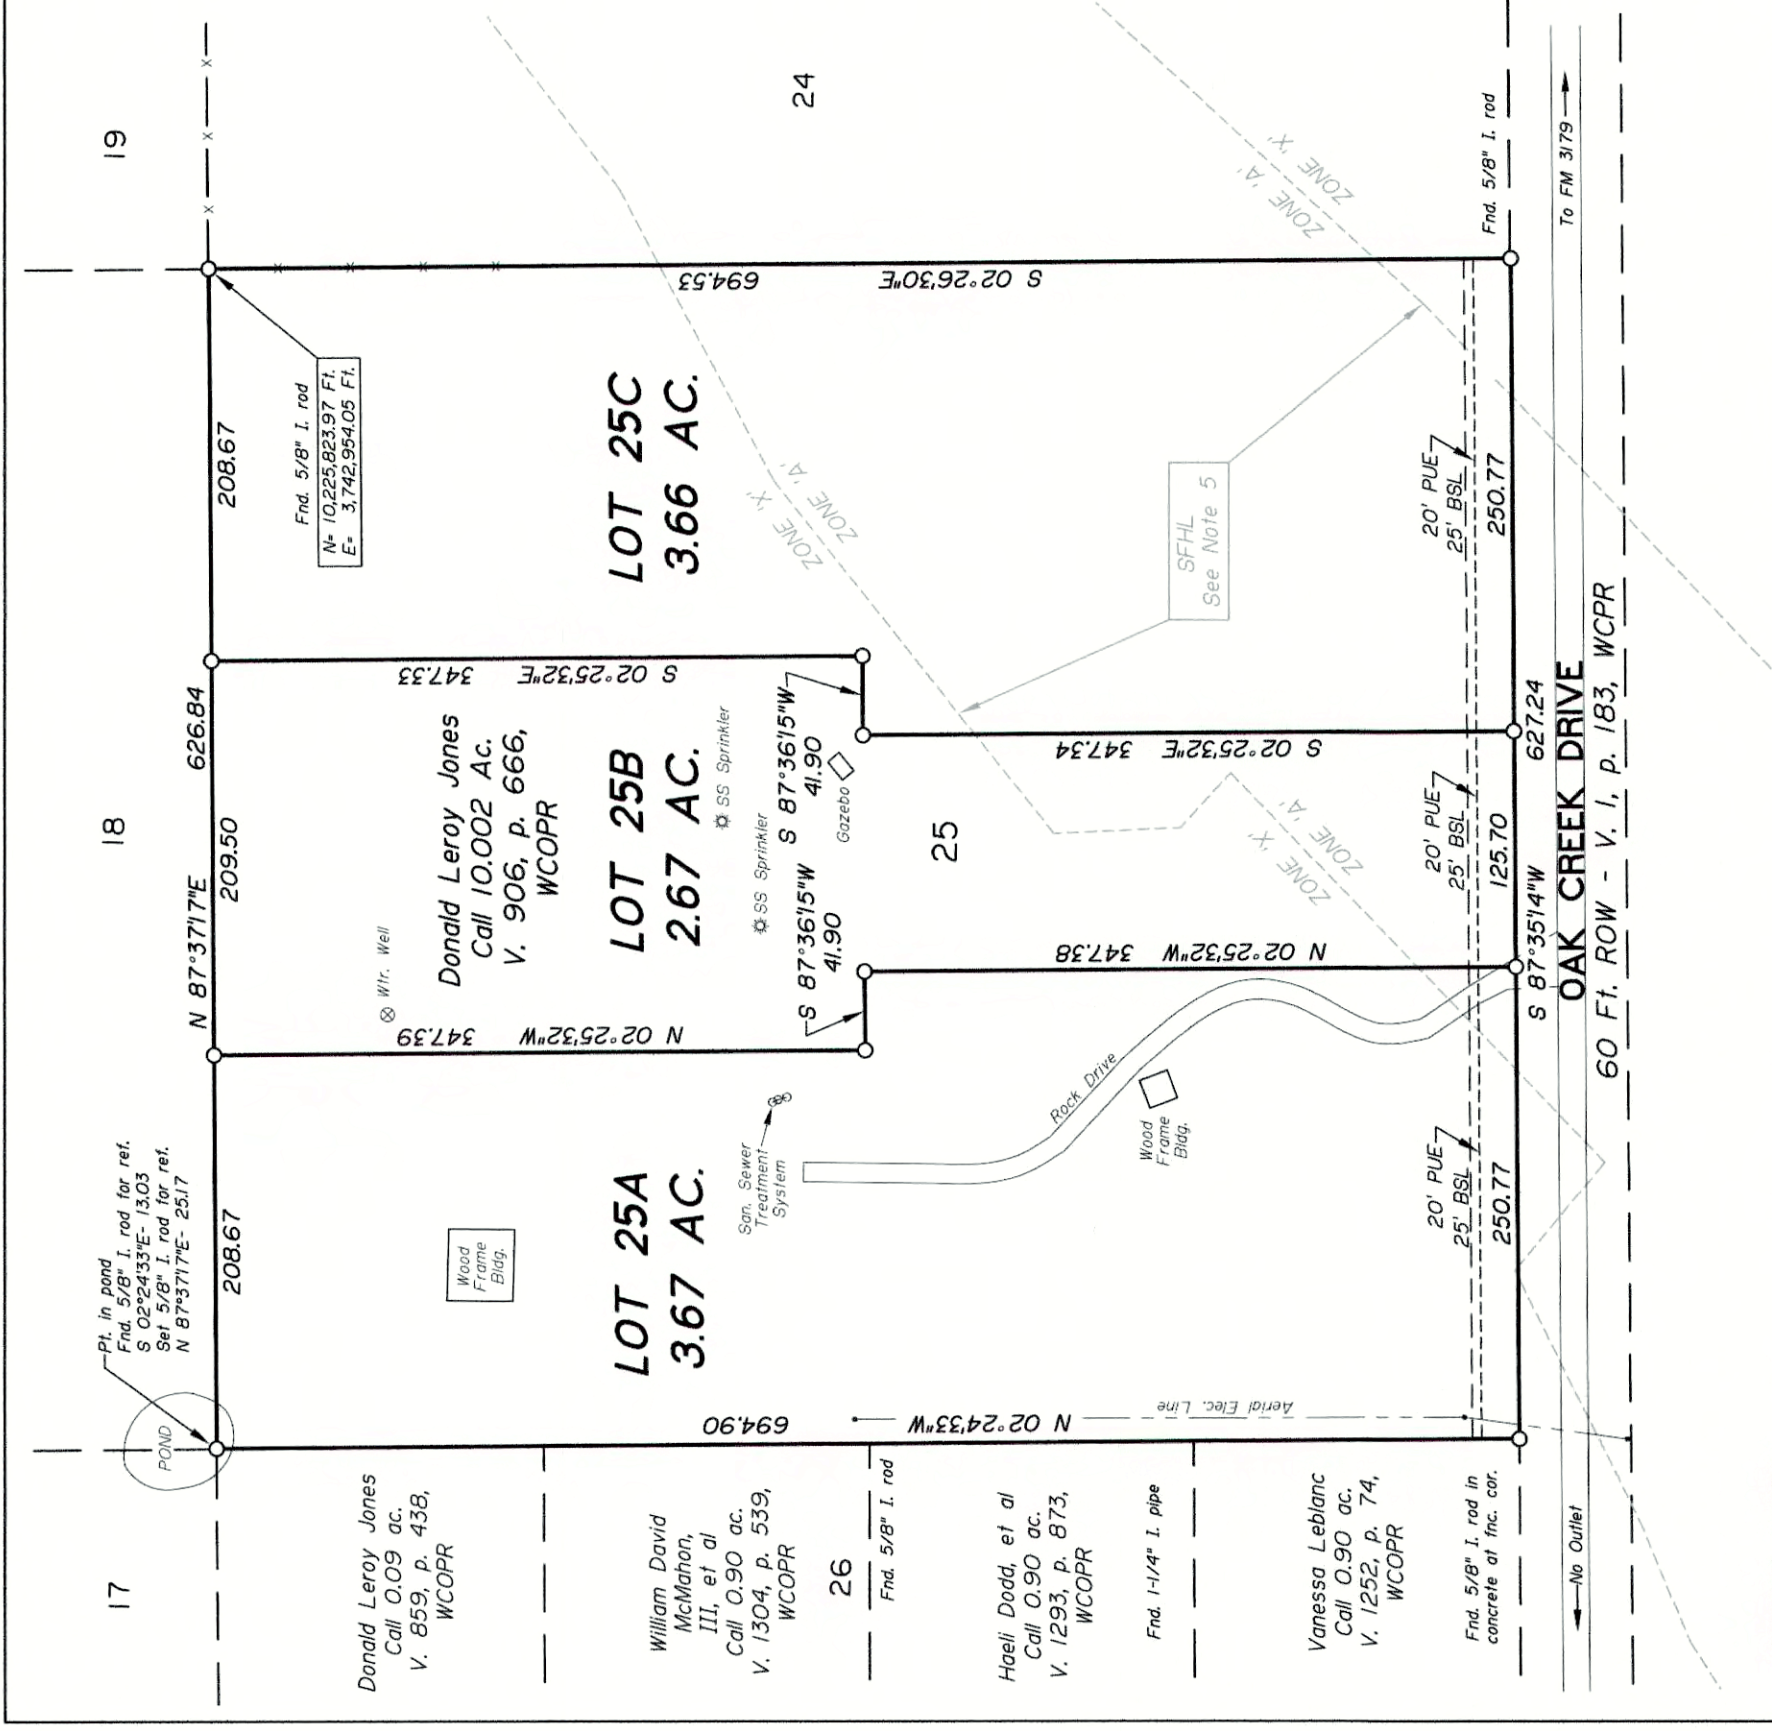 17
18
19
Pt. in pond
Fnd. 5/8" I. rod for ref.
S 02°24'33"E- 13.03
Set 5/8" I. rod for ref.
N 87°37'17"E- 25.17
POND
N 87°37'17"E 626.84
208.67
209.50
208.67
Fnd. 5/8" I. rod
N= 10,225,823.97 Ft.
E= 3,742,954.05 Ft.
Donald Leroy Jones
Call 0.09 ac.
V. 859, p. 438,
WCOPR
William David
McMahon,
III, et al
Call 0.90 ac.
V. 1304, p. 539,
WCOPR
26
Fnd. 5/8" I. rod
Haeli Dodd, et al
Call 0.90 ac.
V. 1293, p. 873,
WCOPR
Fnd. 1-1/4" I. pipe
Vanessa Leblanc
Call 0.90 ac.
V. 1252, p. 74,
WCOPR
Fnd. 5/8" I. rod in
concrete at fnc. cor.
N 02°24'33"W 694.90
Aerial Elec. Line
Wood
Frame
Bldg.
LOT 25A
3.67 AC.
San. Sewer
Treatment
System
Rock Drive
Wood
Frame
Bldg.
20' PUE
25' BSL
250.77
N 02°25'32"W 347.39
Wtr. Well
Donald Leroy Jones
Call 10.002 Ac.
V. 906, p. 666,
WCOPR
LOT 25B
2.67 AC.
SS Sprinkler
SS Sprinkler
S 87°36'15"W
41.90
S 87°36'15"W
41.90
Gazebo
N 02°25'32"W 347.38
25
ZONE 'X'
ZONE 'A'
20' PUE
25' BSL
125.70
S 02°25'32"E 347.33
S 02°25'32"E 347.34
LOT 25C
3.66 AC.
ZONE 'X'
ZONE 'A'
SFHL
See Note 5
20' PUE
25' BSL
250.77
S 02°26'30"E 694.53
24
ZONE 'A'
ZONE 'X'
Fnd. 5/8" I. rod
S 87°35'14"W 627.24
No Outlet
OAK CREEK DRIVE
To FM 3179
60 Ft. ROW - V. 1, p. 183, WCPR